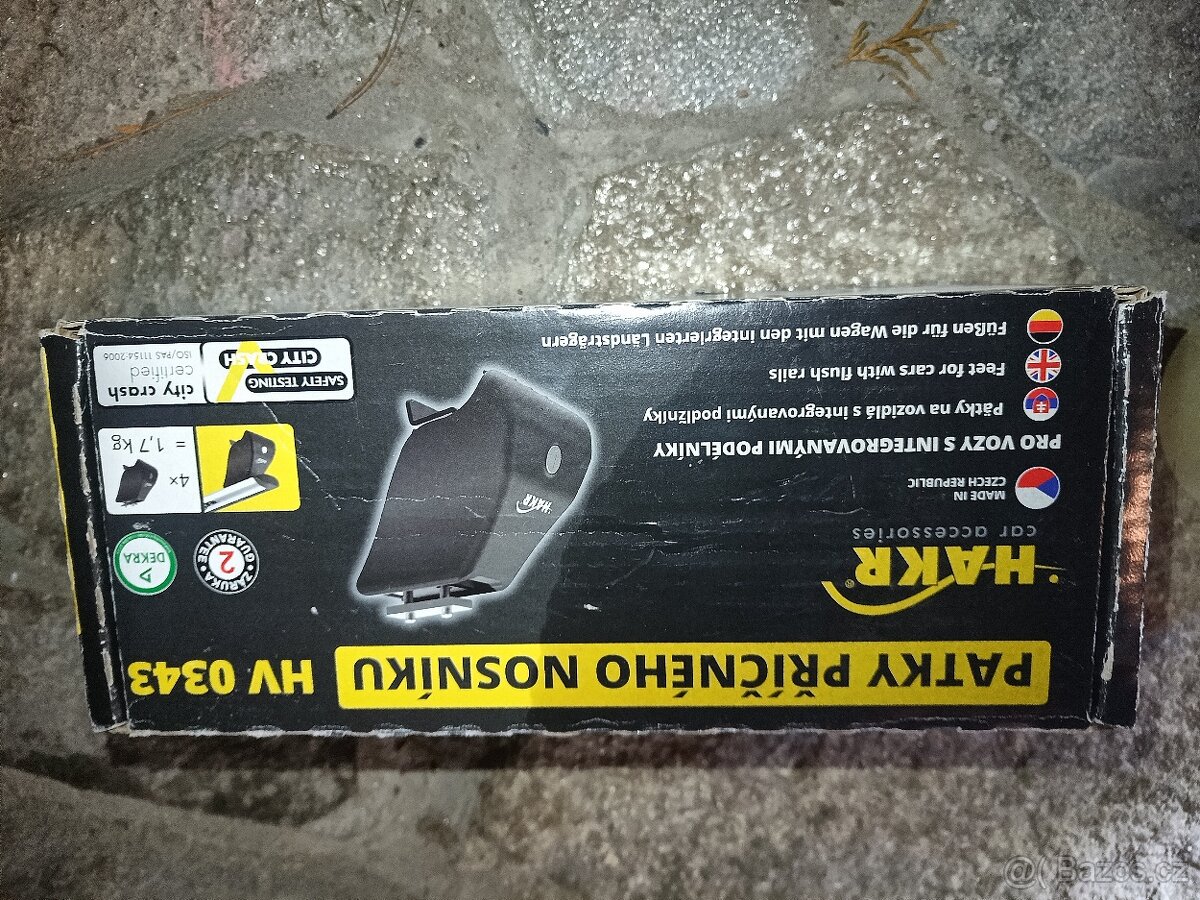 PATKY PŘÍČNÉHO NOSNÍKU
HV 0343
HAKR®
car accessories
MADE IN
CZECH REPUBLIC
PRO VOZY S INTEGROVANÝMI PODÉLNÍKY
Pätky na vozidlá s integrovanými podlžníky
Feet for cars with flush rails
Füßen für die Wagen mit den integrierten Landsträgern
HAKR
2
ZÁRUKA
GUARANTEE
DEKRA
4×
= 1,7 kg
SAFETY TESTING
CITY CRASH
city crash
certified
ISO/PAS 11154:2006
@( Bazos.cz